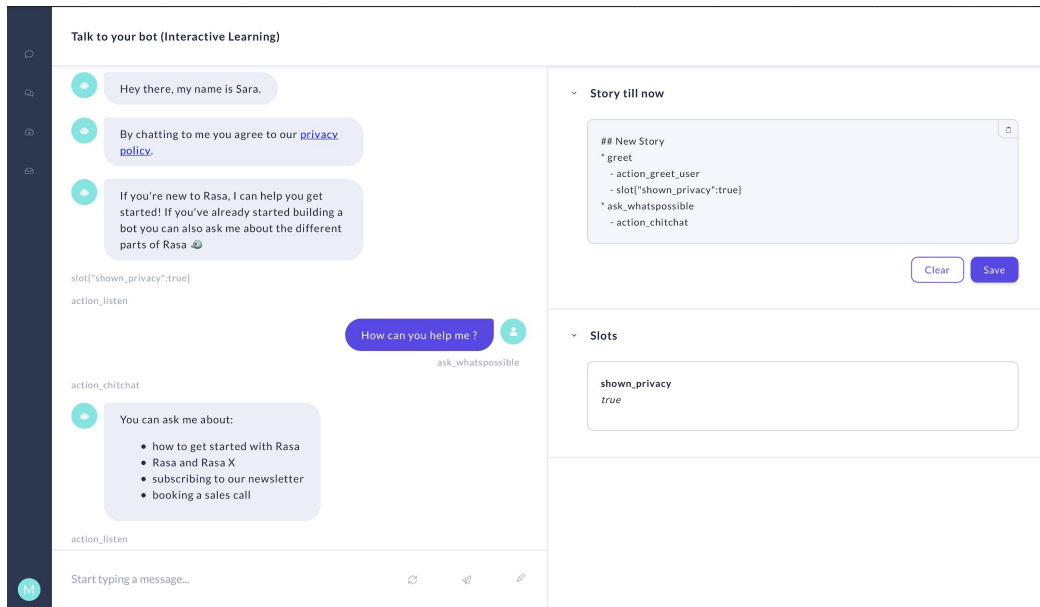 Talk to your bot (Interactive Learning)
Hey there, my name is Sara.
By chatting to me you agree to our privacy
policy.
If you're new to Rasa, I can help you get
started! If you've already started building a
bot you can also ask me about the different
parts of Rasa
slot{"shown_privacy":true}
action_listen
How can you help me ?
ask_whatspossible
action_chitchat
You can ask me about:
• how to get started with Rasa
• Rasa and Rasa X
• subscribing to our newsletter
• booking a sales call
action_listen
Start typing a message...
M
Story till now
## New Story
* greet
- action_greet_user
- slot{"shown_privacy":true}
* ask_whatspossible
- action_chitchat
Clear
Save
Slots
shown_privacy
true